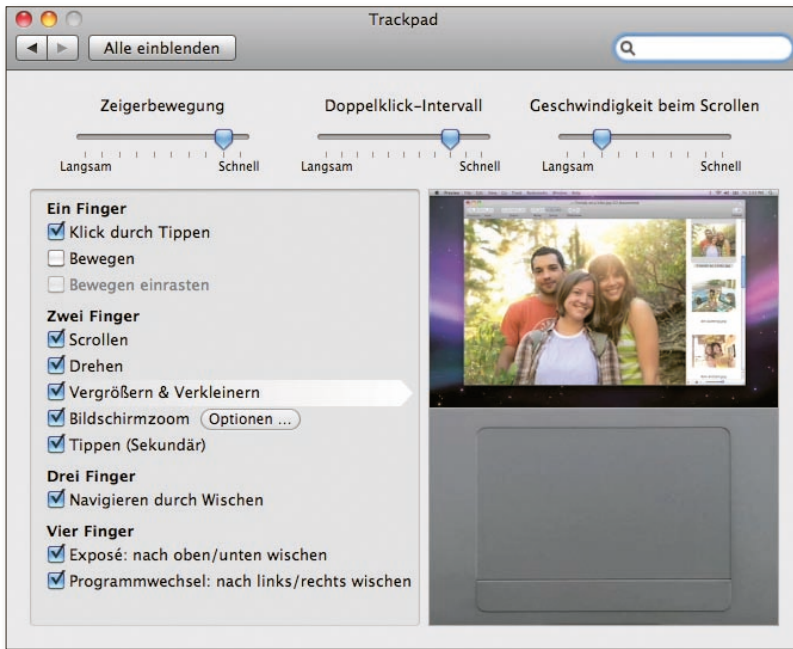 Trackpad
Alle einblenden
Zeigerbewegung
Doppelklick-Intervall
Geschwindigkeit beim Scrollen
Langsam
Schnell
Langsam
Schnell
Langsam
Schnell
Ein Finger
Klick durch Tippen
Bewegen
Bewegen einrasten
Zwei Finger
Scrollen
Drehen
Vergrößern & Verkleinern
Bildschirmzoom
Optionen ...
Tippen (Sekundär)
Drei Finger
Navigieren durch Wischen
Vier Finger
Exposé: nach oben/unten wischen
Programmwechsel: nach links/rechts wischen